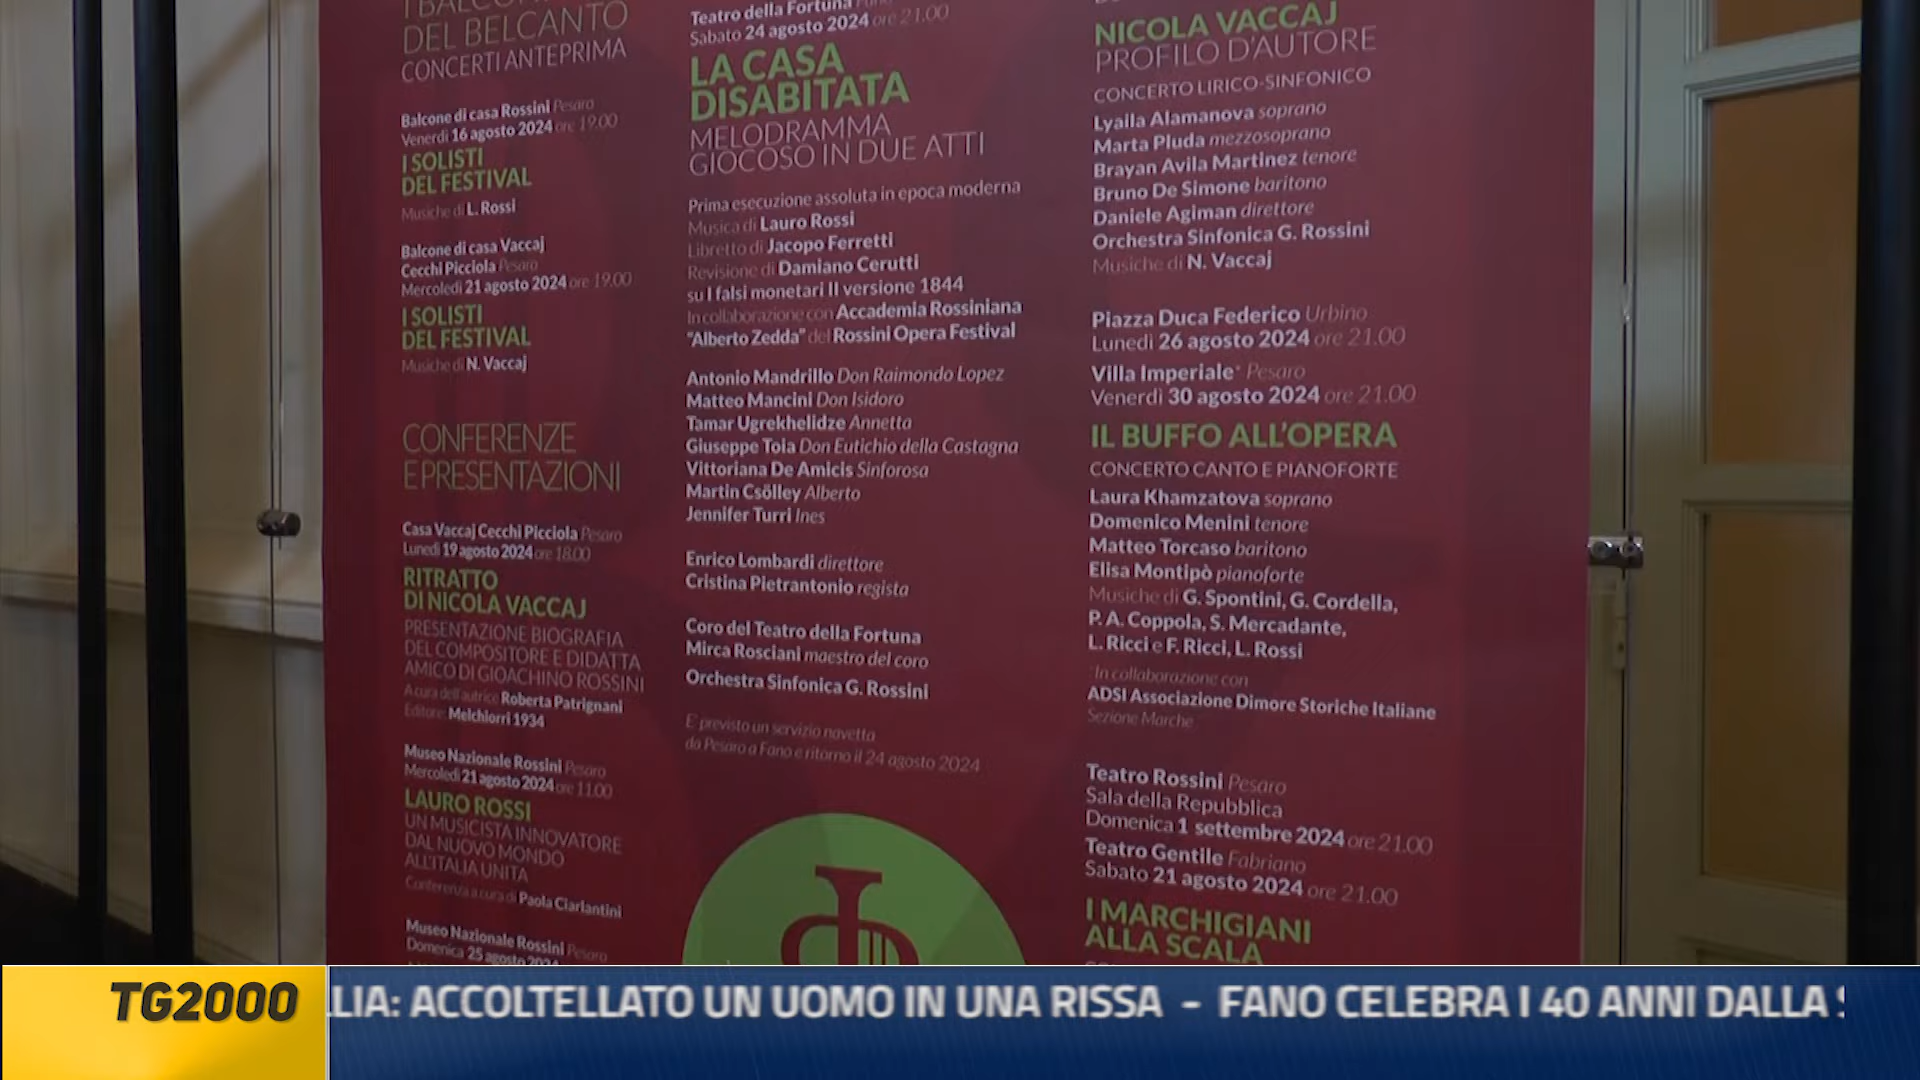 I BALCONI
DEL BELCANTO
CONCERTI ANTEPRIMA
Balcone di casa Rossini Pesaro
Venerdì 16 agosto 2024 ore 19.00
I SOLISTI
DEL FESTIVAL
Musiche di L. Rossi
Balcone di casa Vaccaj
Cecchi Picciola Pesaro
Mercoledì 21 agosto 2024 ore 19.00
I SOLISTI
DEL FESTIVAL
Musiche di N. Vaccaj
CONFERENZE
E PRESENTAZIONI
Casa Vaccaj Cecchi Picciola Pesaro
Lunedì 19 agosto 2024 ore 18.00
RITRATTO
DI NICOLA VACCAJ
PRESENTAZIONE BIOGRAFIA
DEL COMPOSITORE E DIDATTA
AMICO DI GIOACHINO ROSSINI
A cura dell'autrice Roberta Patrignani
Editore: Melchiorri 1934
Museo Nazionale Rossini Pesaro
Mercoledì 21 agosto 2024 ore 11.00
LAURO ROSSI
UN MUSICISTA INNOVATORE
DAL NUOVO MONDO
ALL'ITALIA UNITA
Conferenza a cura di Paola Ciarlantini
Museo Nazionale Rossini Pesaro
Domenica 25 agosto 2024
Teatro della Fortuna Fano
Sabato 24 agosto 2024 ore 21.00
LA CASA
DISABITATA
MELODRAMMA
GIOCOSO IN DUE ATTI
Prima esecuzione assoluta in epoca moderna
Musica di Lauro Rossi
Libretto di Jacopo Ferretti
Revisione di Damiano Cerutti
su I falsi monetari II versione 1844
In collaborazione con Accademia Rossiniana
"Alberto Zedda" del Rossini Opera Festival
Antonio Mandrillo Don Raimondo Lopez
Matteo Mancini Don Isidoro
Tamar Ugrekhelidze Annetta
Giuseppe Toia Don Eutichio della Castagna
Vittoriana De Amicis Sinforosa
Martin Csölley Alberto
Jennifer Turri Ines
Enrico Lombardi direttore
Cristina Pietrantonio regista
Coro del Teatro della Fortuna
Mirca Rosciani maestro del coro
Orchestra Sinfonica G. Rossini
E' previsto un servizio navetta
da Pesaro a Fano e ritorno il 24 agosto 2024
NICOLA VACCAJ
PROFILO D'AUTORE
CONCERTO LIRICO-SINFONICO
Lyaila Alamanova soprano
Marta Pluda mezzosoprano
Brayan Avila Martinez tenore
Bruno De Simone baritono
Daniele Agiman direttore
Orchestra Sinfonica G. Rossini
Musiche di N. Vaccaj
Piazza Duca Federico Urbino
Lunedì 26 agosto 2024 ore 21.00
Villa Imperiale* Pesaro
Venerdì 30 agosto 2024 ore 21.00
IL BUFFO ALL'OPERA
CONCERTO CANTO E PIANOFORTE
Laura Khamzatova soprano
Domenico Menini tenore
Matteo Torcaso baritono
Elisa Montipò pianoforte
Musiche di G. Spontini, G. Cordella,
P. A. Coppola, S. Mercadante,
L. Ricci e F. Ricci, L. Rossi
*In collaborazione con
ADSI Associazione Dimore Storiche Italiane
Sezione Marche
Teatro Rossini Pesaro
Sala della Repubblica
Domenica 1 settembre 2024 ore 21.00
Teatro Gentile Fabriano
Sabato 21 agosto 2024 ore 21.00
I MARCHIGIANI
ALLA SCALA
TG2000
LIA: ACCOLTELLATO UN UOMO IN UNA RISSA - FANO CELEBRA I 40 ANNI DALLA